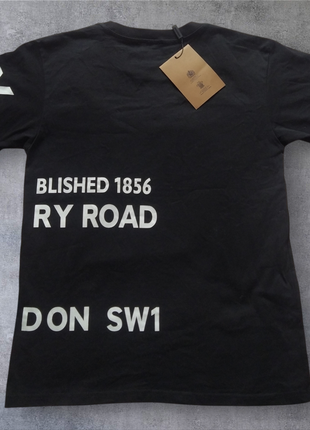 BLISHED 1856
RY ROAD
DON SW1